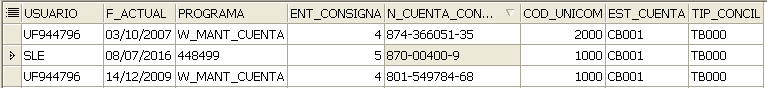 USUARIO F_ACTUAL PROGRAMA ENT_CONSIGNA N_CUENTA_CON... COD_UNICOM EST_CUENTA TIP_CONCIL
UF944796 03/10/2007 W_MANT_CUENTA 4 874-366051-35 2000 CB001 TB000
SLE 08/07/2016 448499 5 870-00400-9 1000 CB001 TB000
UF944796 14/12/2009 W_MANT_CUENTA 4 801-549784-68 1000 CB001 TB000